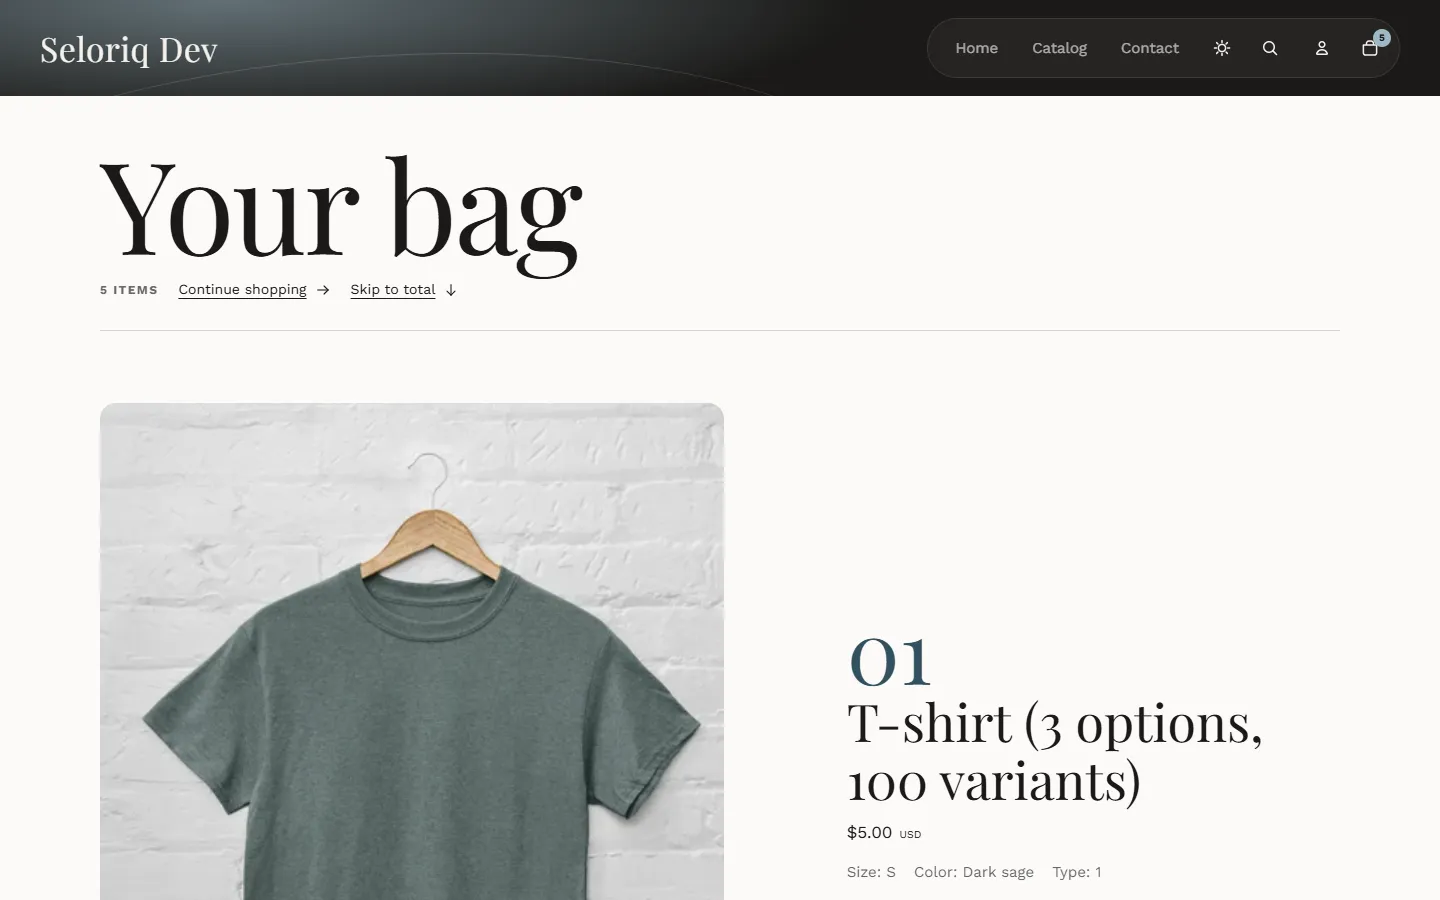 Seloriq Dev
Home Catalog Contact 5
Your bag
5 ITEMS Continue shopping → Skip to total ↓
01
T-shirt (3 options,
100 variants)
$5.00 USD
Size: S Color: Dark sage Type: 1